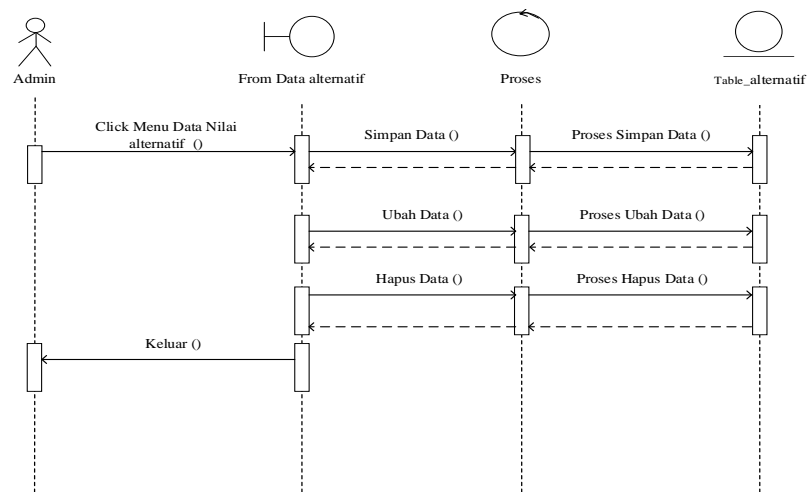 Admin
From Data alternatif
Proses
Table_alternatif
Click Menu Data Nilai
alternatif ()
Simpan Data ()
Proses Simpan Data ()
Ubah Data ()
Proses Ubah Data ()
Hapus Data ()
Proses Hapus Data ()
Keluar ()